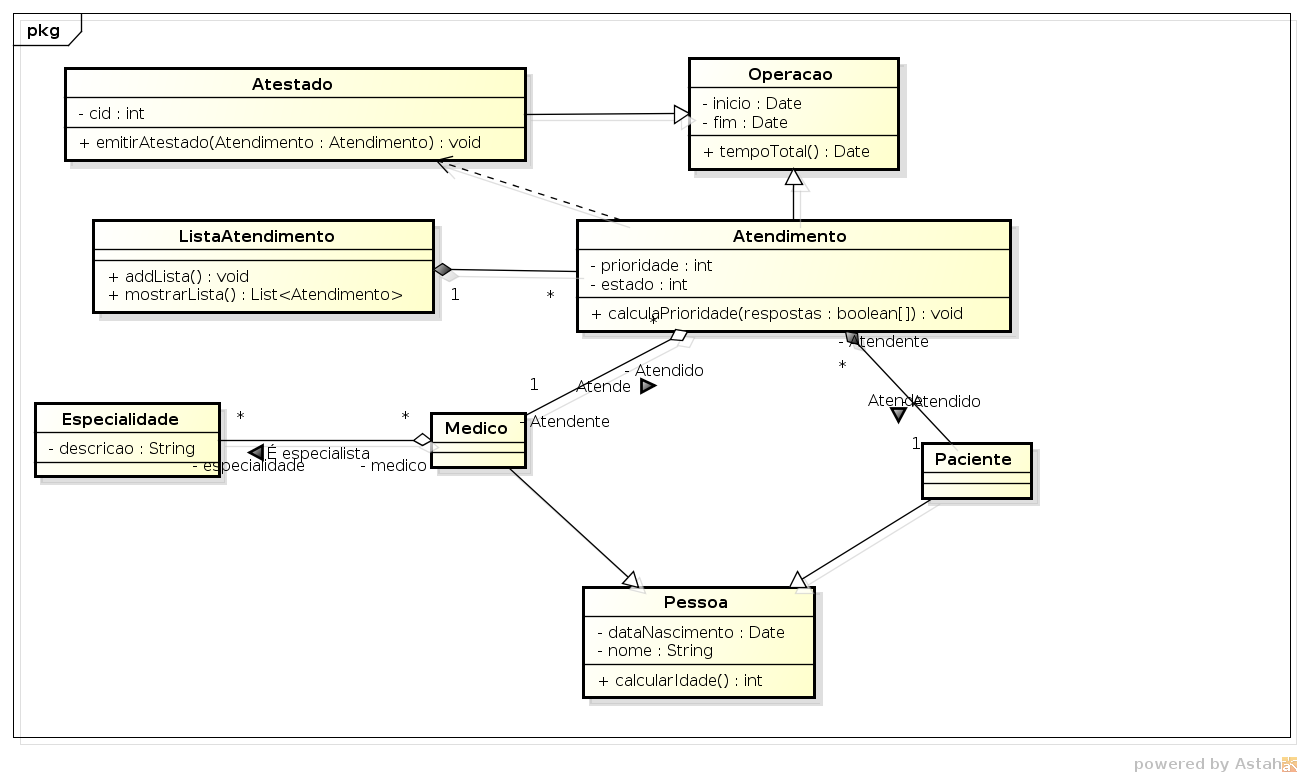 pkg
Atestado
- cid : int
+ emitirAtestado(Atendimento : Atendimento) : void
Operacao
- inicio : Date
- fim : Date
+ tempoTotal() : Date
ListaAtendimento
+ addLista() : void
+ mostrarLista() : List<Atendimento>
1
*
Atendimento
- prioridade : int
- estado : int
+ calculaPrioridade(respostas : boolean[]) : void
*
- Atendido
1
Atende
- Atendente
- Atendente
*
Atende
- Atendido
1
Especialidade
- descricao : String
*
*
É especialista
- especialidade
- medico
Medico
Paciente
Pessoa
- dataNascimento : Date
- nome : String
+ calcularIdade() : int
powered by Astah